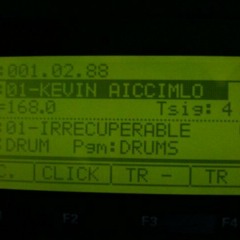 :001.02.88
:01-KEVIN AICCIMLO
=168.0 Tsig: 4
:01-IRRECUPERABLE
:DRUM Pgm:DRUMS
C. CLICK TR - TR
F2 F3 F4